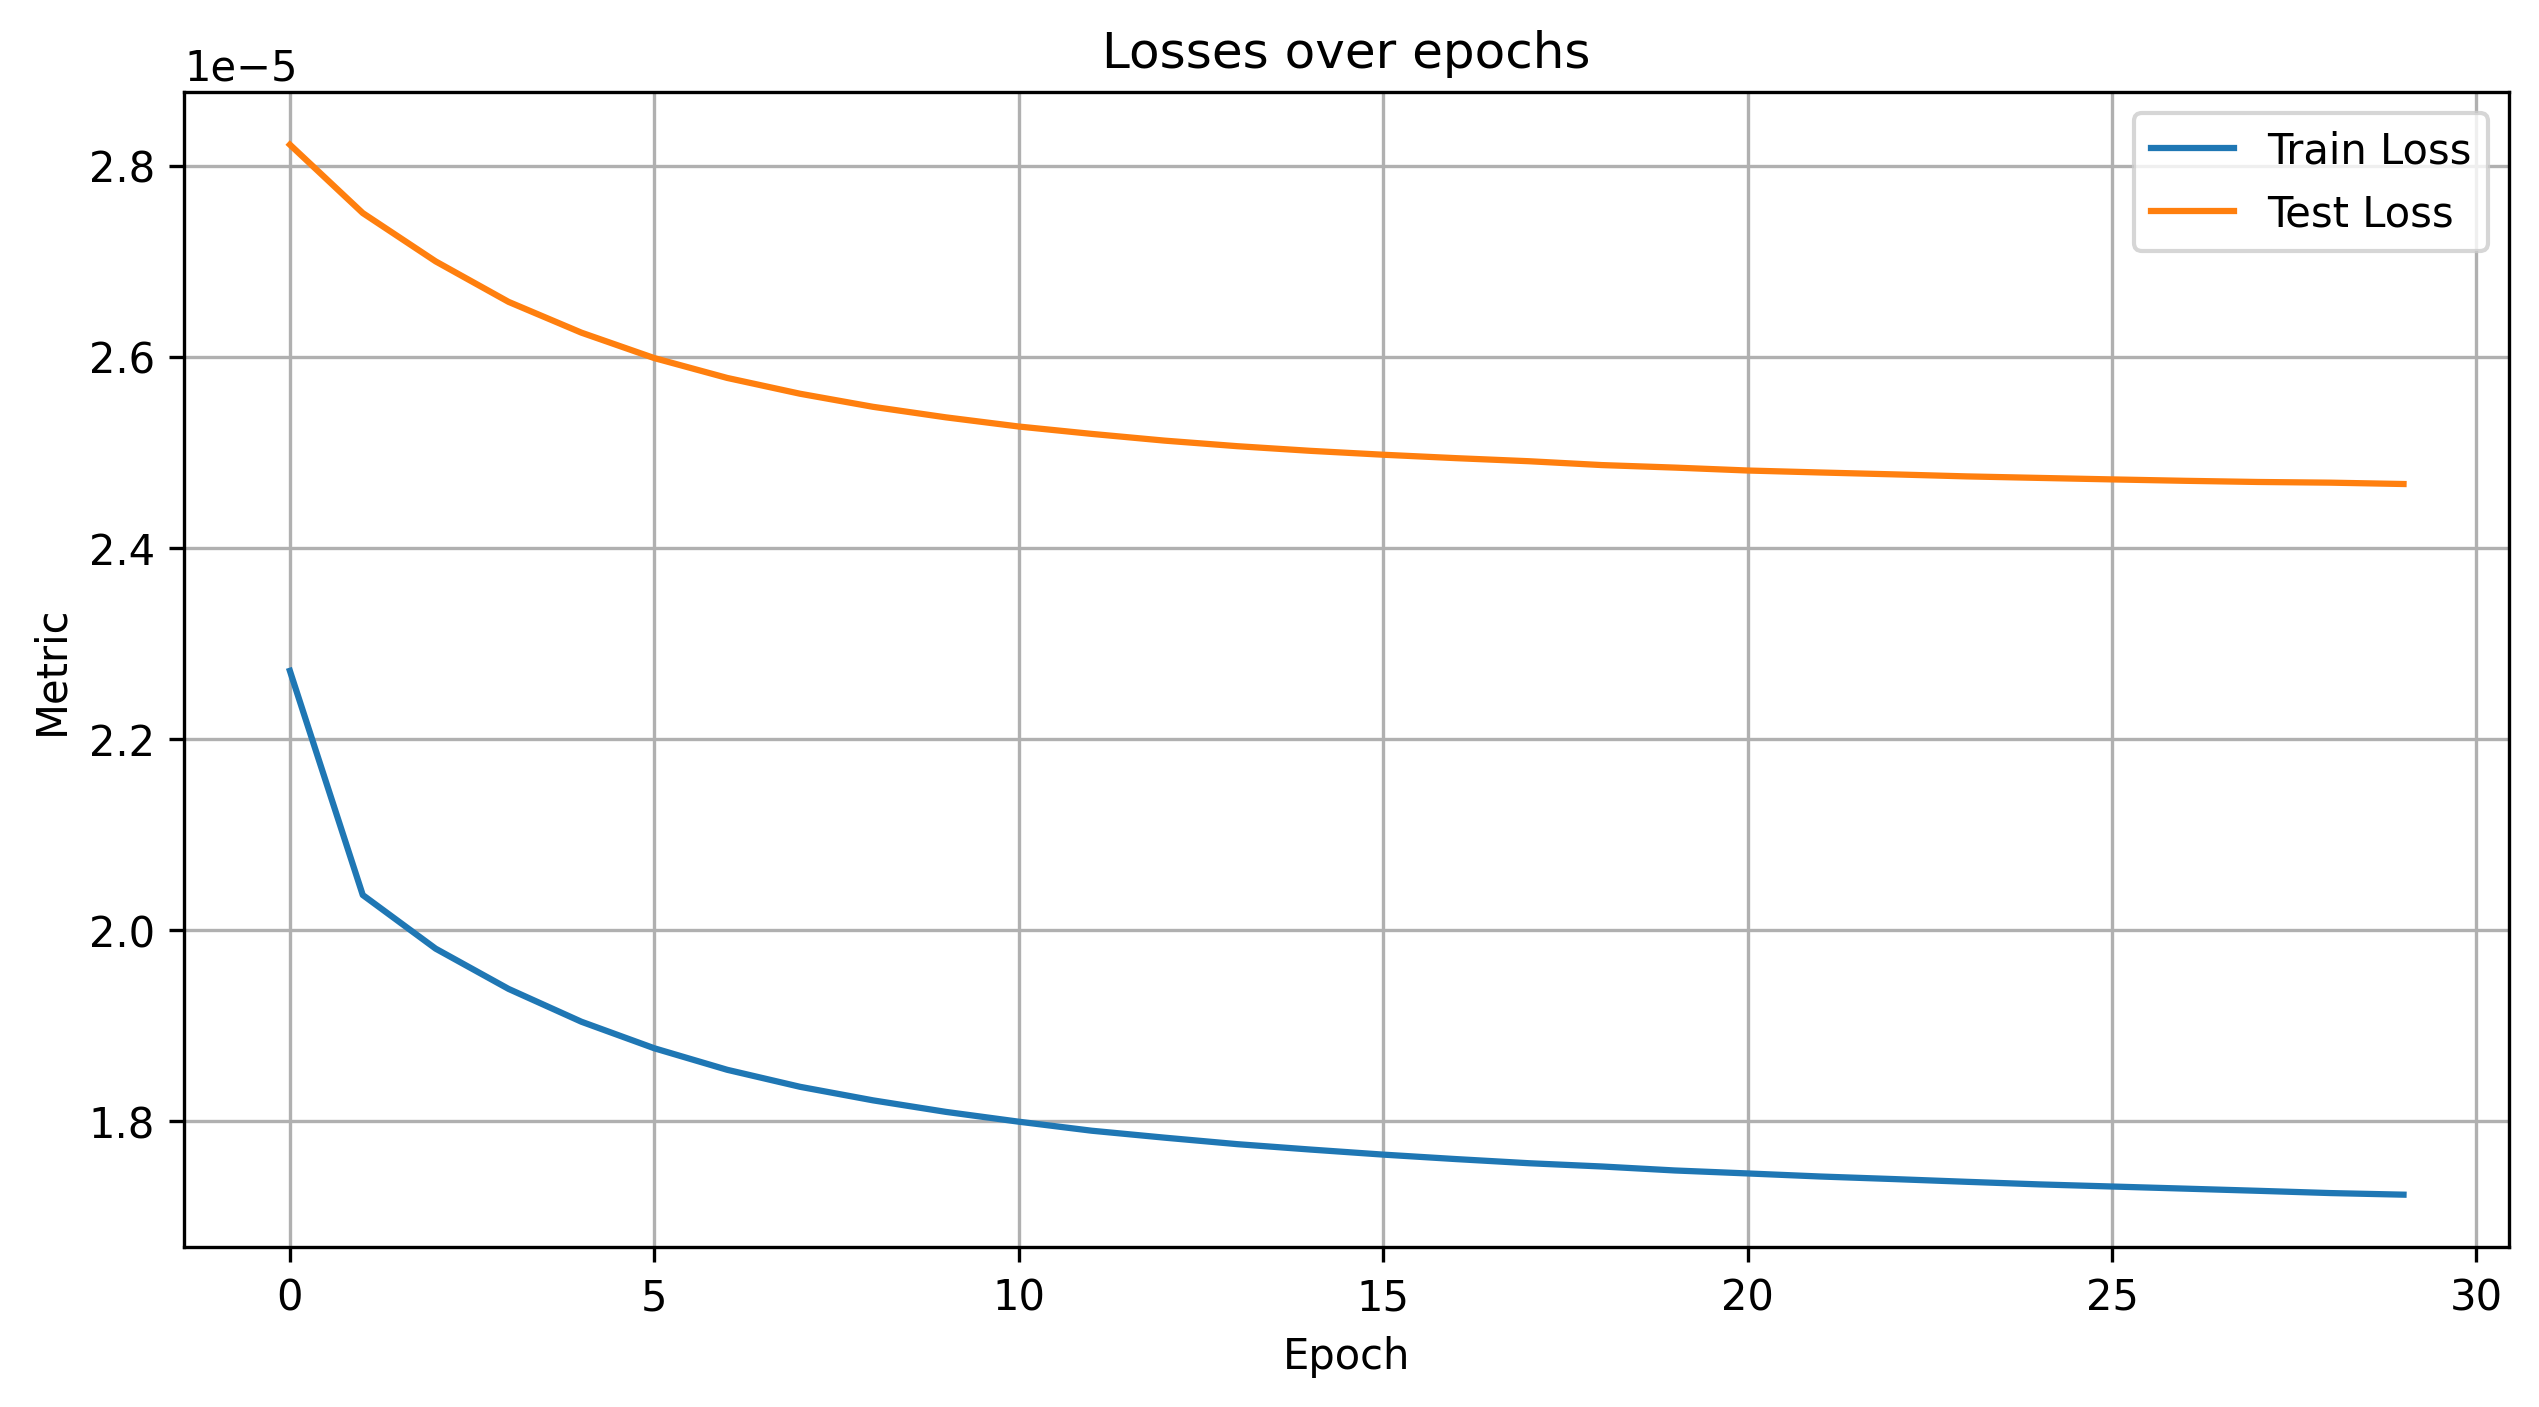 Losses over epochs
1e−5
Train Loss
Test Loss
2.8
2.6
2.4
2.2
2.0
1.8
Metric
0 5 10 15 20 25 30
Epoch